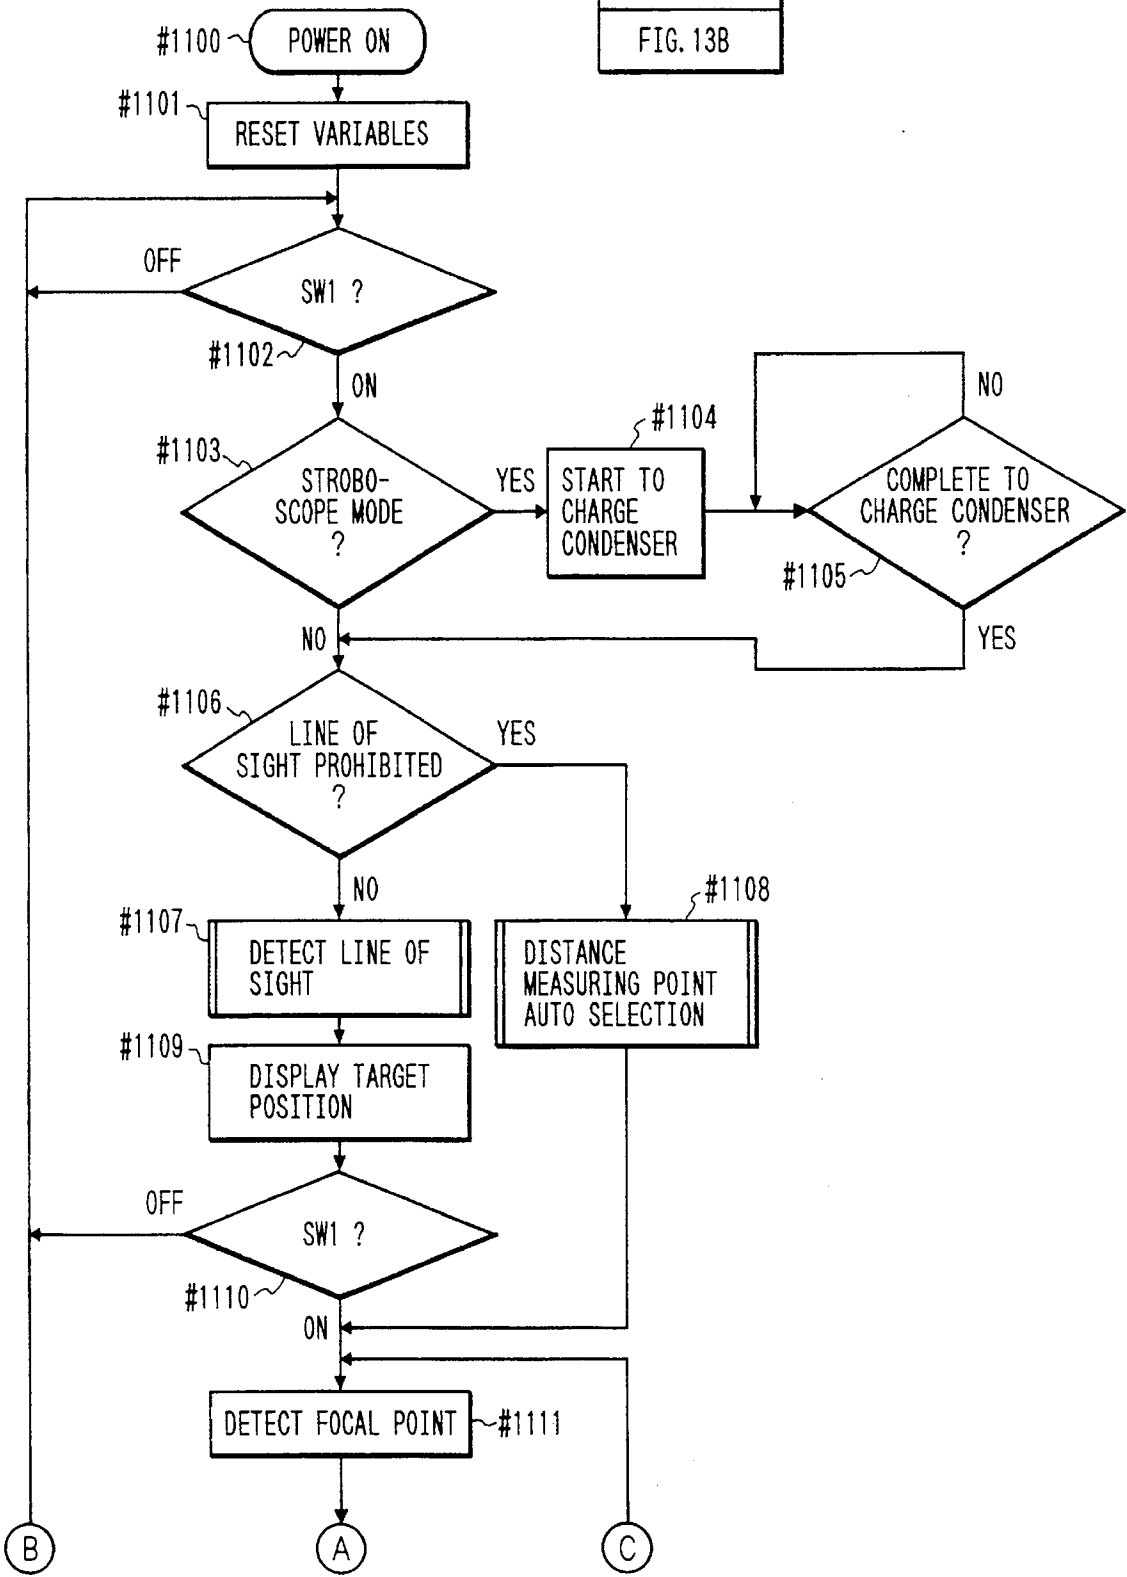 FIG. 13B
#1100
POWER ON
#1101
RESET VARIABLES
OFF
SW1 ?
#1102
ON
#1103
STROBO-
SCOPE MODE
?
YES
#1104
START TO
CHARGE
CONDENSER
NO
COMPLETE TO
CHARGE CONDENSER
?
#1105
YES
NO
#1106
LINE OF
SIGHT PROHIBITED
?
YES
NO
#1107
DETECT LINE OF
SIGHT
#1108
DISTANCE
MEASURING POINT
AUTO SELECTION
#1109
DISPLAY TARGET
POSITION
OFF
SW1 ?
#1110
ON
DETECT FOCAL POINT
#1111
B
A
C